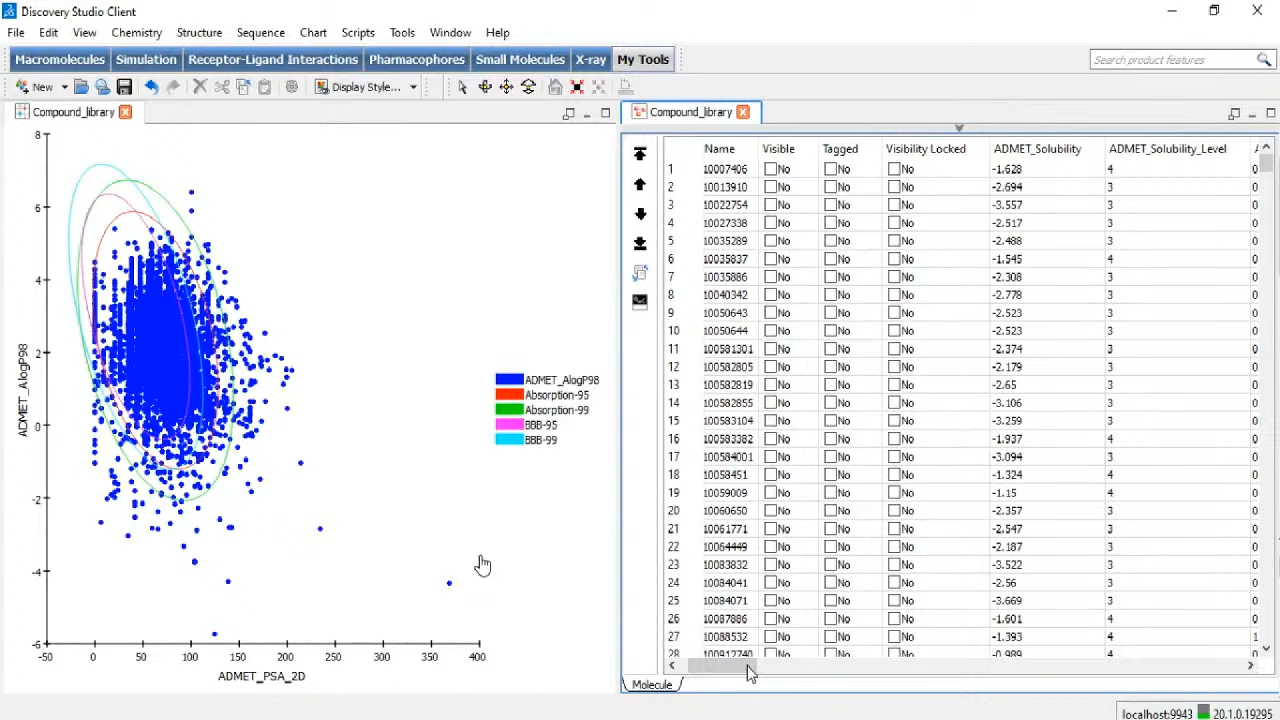 Discovery Studio Client
File Edit View Chemistry Structure Sequence Chart Scripts Tools Window Help
Macromolecules Simulation Receptor-Ligand Interactions Pharmacophores Small Molecules X-ray My Tools
Search product features
New Display Style...
Compound_library
8
6
4
2
0
-2
-4
-6
-50 0 50 100 150 200 250 300 350 400
ADMET_PSA_2D
ADMET_AlogP98
ADMET_AlogP98
Absorption-95
Absorption-99
BBB-95
BBB-99
Compound_library
Name Visible Tagged Visibility Locked ADMET_Solubility ADMET_Solubility_Level
1 10007406 No No No -1.628 4 0
2 10013910 No No No -2.694 3 0
3 10022754 No No No -3.557 3 0
4 10027338 No No No -2.517 3 0
5 10035289 No No No -2.488 3 0
6 10035837 No No No -1.545 4 0
7 10035886 No No No -2.308 3 0
8 10040342 No No No -2.778 3 0
9 10050643 No No No -2.523 3 0
10 10050644 No No No -2.523 3 0
11 100581301 No No No -2.374 3 0
12 100582805 No No No -2.179 3 0
13 100582819 No No No -2.65 3 0
14 100582855 No No No -3.106 3 0
15 100583104 No No No -3.259 3 0
16 100583382 No No No -1.937 4 0
17 100584001 No No No -3.094 3 0
18 10058451 No No No -1.324 4 0
19 10059009 No No No -1.15 4 0
20 10060650 No No No -2.357 3 0
21 10061771 No No No -2.547 3 0
22 10064449 No No No -2.187 3 0
23 10083832 No No No -3.522 3 0
24 10084041 No No No -2.56 3 0
25 10084071 No No No -3.669 3 0
26 10087886 No No No -1.601 4 0
27 10088532 No No No -1.393 4 1
28 100912740 No No No -0.989 4 0
Molecule
localhost:9943 20.1.0.19295